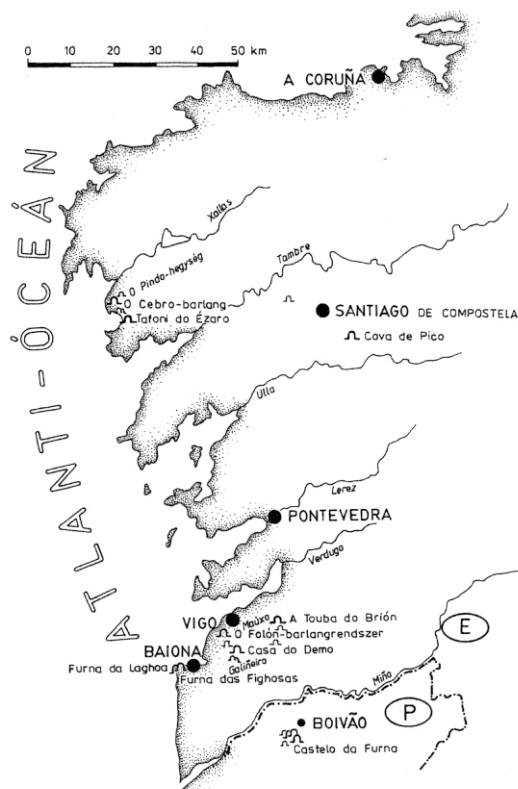 0 10 20 30 40 50 km
A CORUÑA
ATLANTI-ÓCEÁN
Xallas
O Pindo-hegység
Tambre
O Cebro-barlang
Tafoni do Ézaro
SANTIAGO DE COMPOSTELA
Cova de Pico
Ulla
Lerez
PONTEVEDRA
Verdugo
VIGO
Mauxo
A Touba do Brión
O Folón-barlangrendszer
E
BAIONA
Casa do Demo
Galiñeiro
Furna da Laghoa
Furna das Fighosas
Miño
P
BOIVÃO
Castelo da Furna